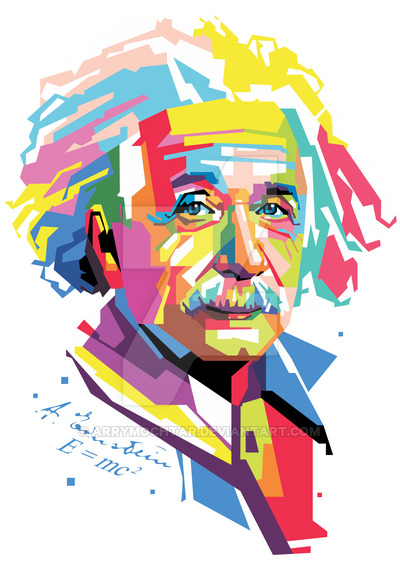 ARRYMOCHTAR.DEVIANTART.COM
A. Einstein
E = mc²